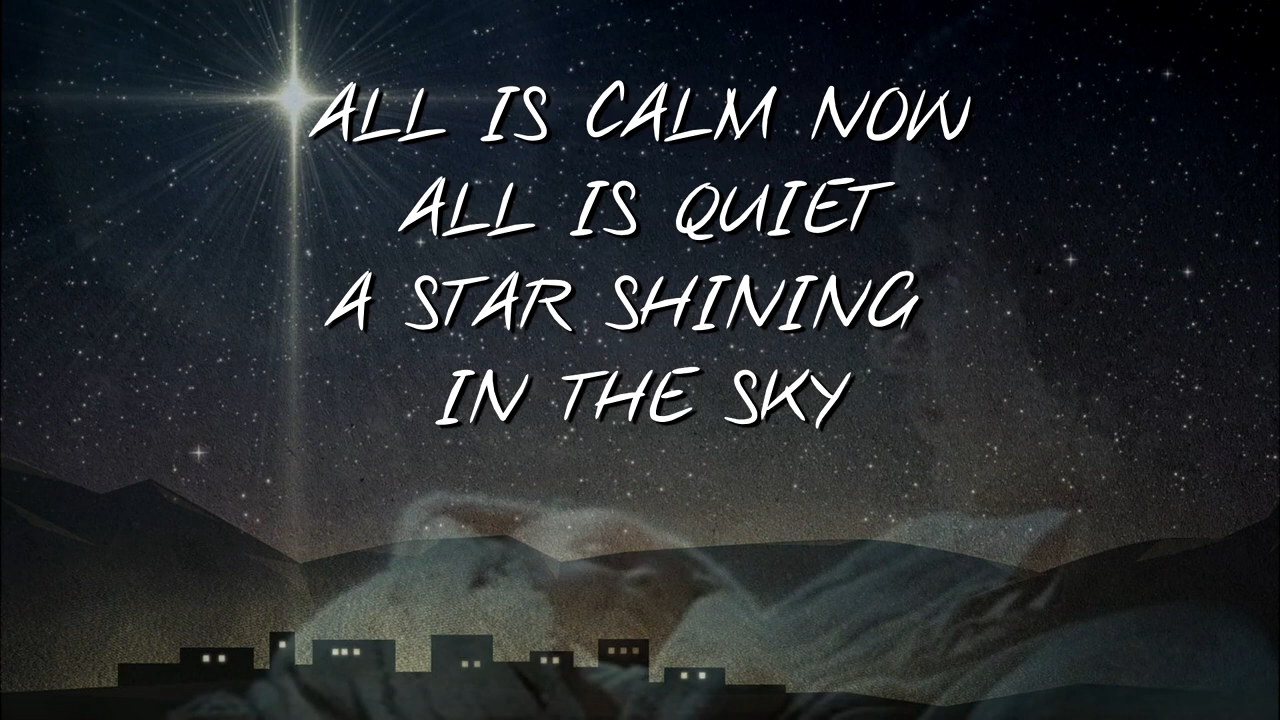 ALL IS CALM NOW
ALL IS QUIET
A STAR SHINING
IN THE SKY